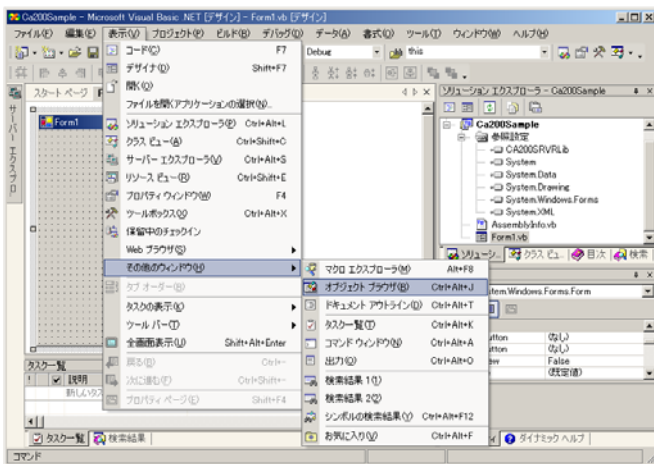 Ca200Sample - Microsoft Visual Basic .NET [デザイン] - Form1.vb [デザイン]
ファイル(F) 編集(E) 表示(V) プロジェクト(P) ビルド(B) デバッグ(D) データ(A) 書式(O) ツール(T) ウィンドウ(W) ヘルプ(H)
Debug this
スタート ページ
サーバー エクスプロ
Form1
コード(C) F7
デザイナ(D) Shift+F7
開く(O)
ファイルを開くアプリケーションの選択(N)...
ソリューション エクスプローラ(P) Ctrl+Alt+L
クラス ビュー(A) Ctrl+Shift+C
サーバー エクスプローラ(V) Ctrl+Alt+S
リソース ビュー(R) Ctrl+Shift+E
プロパティ ウィンドウ(W) F4
ツールボックス(X) Ctrl+Alt+X
保留中のチェックイン
Web ブラウザ(S)
その他のウィンドウ(H)
タブ オーダー(B)
タスクの表示(K)
ツール バー(T)
全画面表示(U) Shift+Alt+Enter
戻る(B) Ctrl+-
次に進む(F) Ctrl+Shift+-
プロパティ ページ(E) Shift+F4
マクロ エクスプローラ(M) Alt+F8
オブジェクト ブラウザ(B) Ctrl+Alt+J
ドキュメント アウトライン(D) Ctrl+Alt+T
タスク一覧(T) Ctrl+Alt+K
コマンド ウィンドウ(N) Ctrl+Alt+A
出力(O) Ctrl+Alt+O
検索結果 1(1)
検索結果 2(2)
シンボルの検索結果(Y) Ctrl+Alt+F12
お気に入り(V) Ctrl+Alt+F
ソリューション エクスプローラ - Ca200Sample
Ca200Sample
参照設定
CA200SRVRLib
System
System.Data
System.Drawing
System.Windows.Forms
System.XML
AssemblyInfo.vb
Form1.vb
ソリュー... クラス ビュ... 目次 検索
tem.Windows.Forms.Form
utton (なし)
utton (なし)
ew False
(既定値)
タスク一覧
! 説明
新しいタス
タスク一覧 検索結果
ダイナミック ヘルプ
コマンド